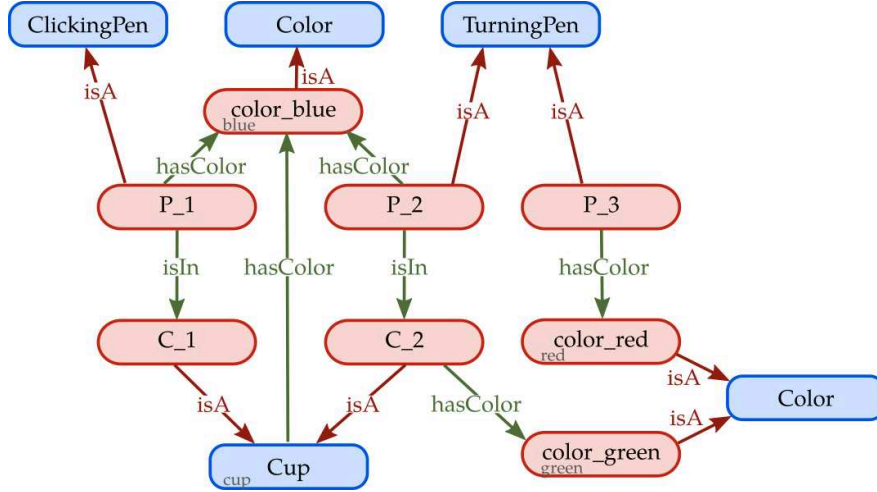 ClickingPen
Color
TurningPen
isA
isA
isA
isA
color_blue
blue
hasColor
hasColor
P_1
P_2
P_3
isIn
hasColor
isIn
hasColor
C_1
C_2
color_red
red
isA
isA
isA
hasColor
isA
Color
Cup
cup
color_green
green